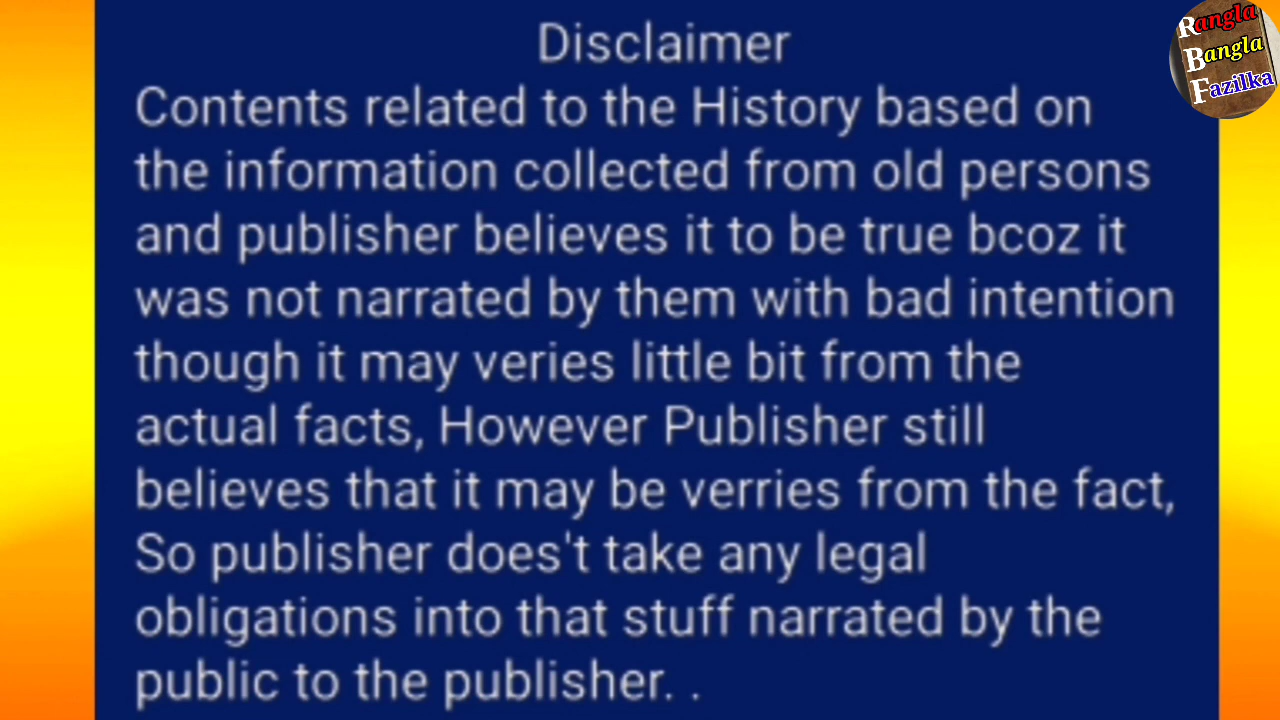 Disclaimer
Contents related to the History based on
the information collected from old persons
and publisher believes it to be true bcoz it
was not narrated by them with bad intention
though it may veries little bit from the
actual facts, However Publisher still
believes that it may be verries from the fact,
So publisher does't take any legal
obligations into that stuff narrated by the
public to the publisher. .
Rangla
Bangla
Fazilka